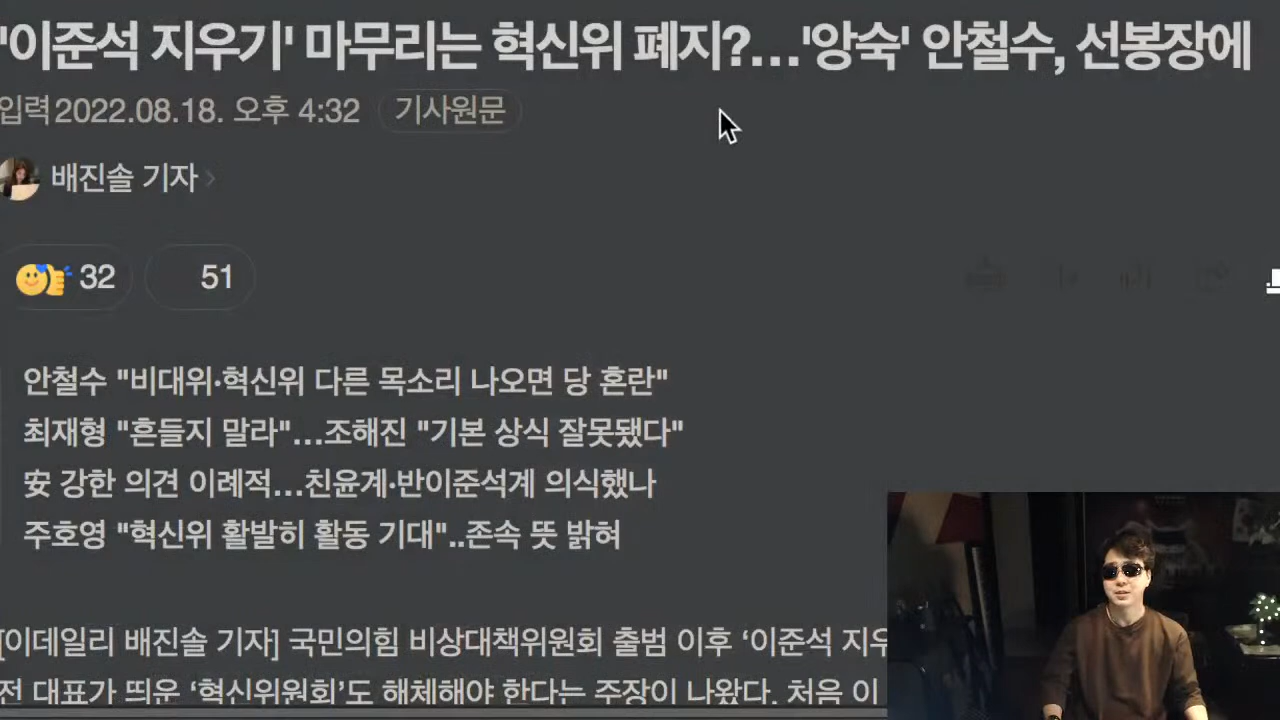 '이준석 지우기' 마무리는 혁신위 폐지?…'앙숙' 안철수, 선봉장에
입력 2022.08.18. 오후 4:32 기사원문
배진솔 기자
32 51
안철수 "비대위·혁신위 다른 목소리 나오면 당 혼란"
최재형 "흔들지 말라"…조해진 "기본 상식 잘못됐다"
安 강한 의견 이례적…친윤계·반이준석계 의식했나
주호영 "혁신위 활발히 활동 기대"..존속 뜻 밝혀
[이데일리 배진솔 기자] 국민의힘 비상대책위원회 출범 이후 ‘이준석 지우
전 대표가 띄운 ‘혁신위원회’도 해체해야 한다는 주장이 나왔다. 처음 이